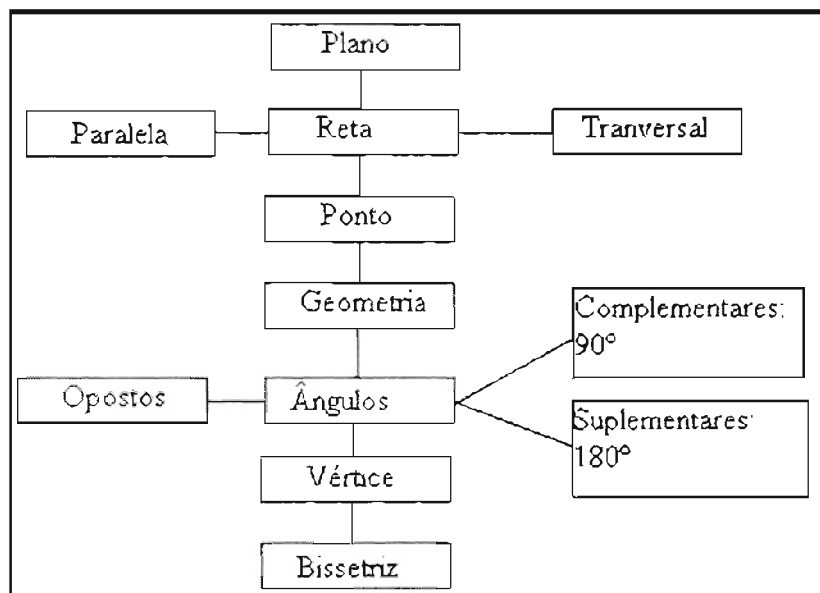 Plano
Paralela
Reta
Tranversal
Ponto
Geometria
Complementares:
90º
Opostos
Ângulos
Suplementares:
180º
Vértice
Bissetriz